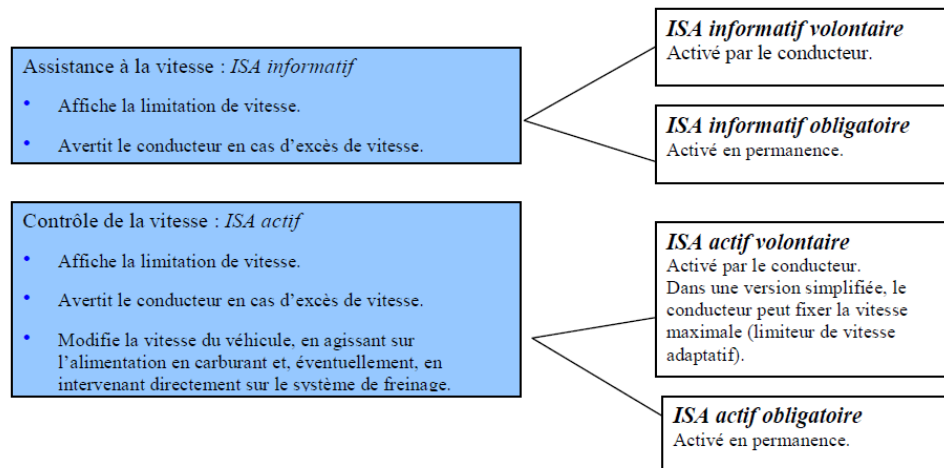 Assistance à la vitesse : ISA informatif
• Affiche la limitation de vitesse.
• Avertit le conducteur en cas d’excès de vitesse.
ISA informatif volontaire
Activé par le conducteur.
ISA informatif obligatoire
Activé en permanence.
Contrôle de la vitesse : ISA actif
• Affiche la limitation de vitesse.
• Avertit le conducteur en cas d’excès de vitesse.
• Modifie la vitesse du véhicule, en agissant sur
l’alimentation en carburant et, éventuellement, en
intervenant directement sur le système de freinage.
ISA actif volontaire
Activé par le conducteur.
Dans une version simplifiée, le
conducteur peut fixer la vitesse
maximale (limiteur de vitesse
adaptatif).
ISA actif obligatoire
Activé en permanence.